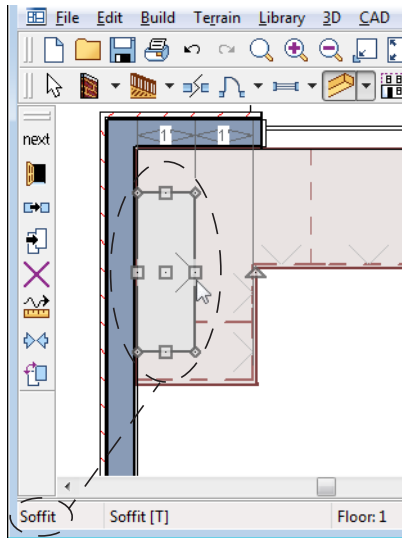 File Edit Build Terrain Library 3D CAD
next
1' 1'
Soffit Soffit [T] Floor: 1